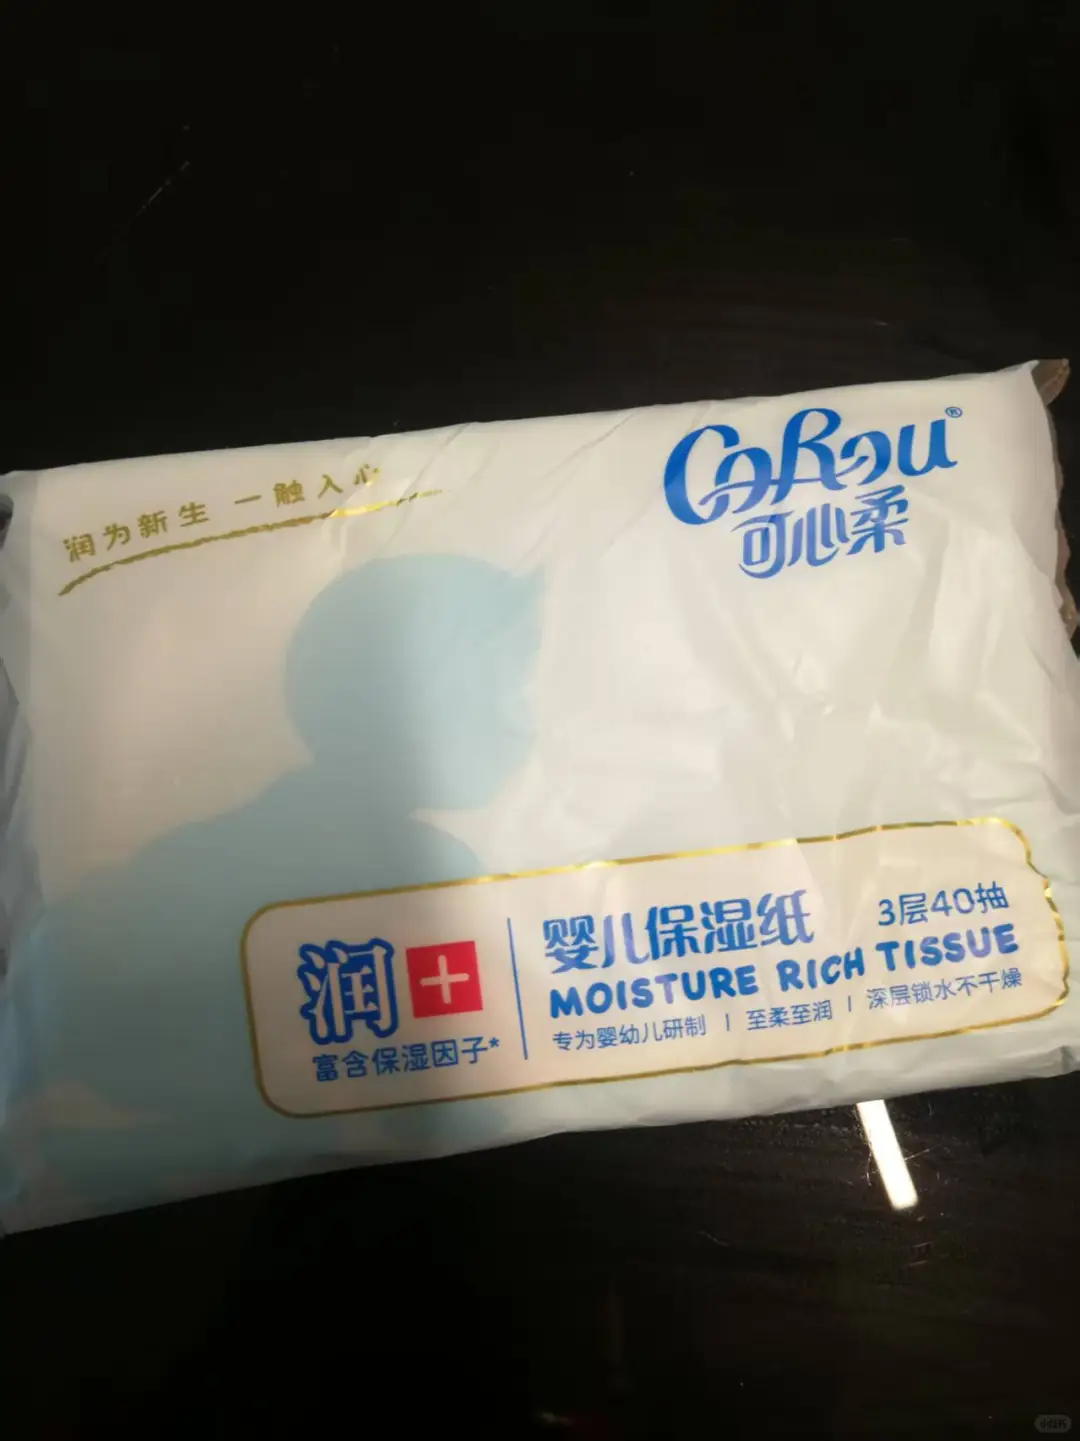 润为新生 一触入心
CoRou®
可心柔
润+
富含保湿因子*
婴儿保湿纸
3层40抽
MOISTURE RICH TISSUE
专为婴幼儿研制 | 至柔至润 | 深层锁水不干燥